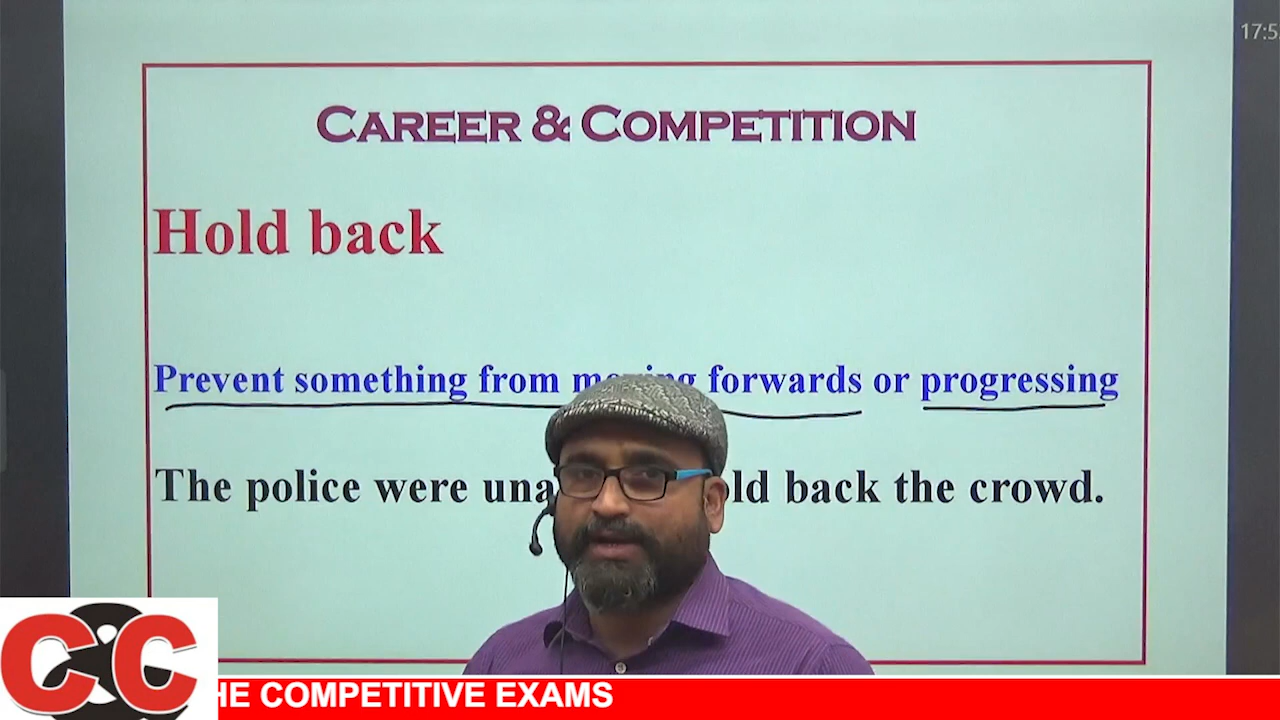 17:5
CAREER & COMPETITION
Hold back
Prevent something from moving forwards or progressing
The police were una ld back the crowd.
CC
HE COMPETITIVE EXAMS